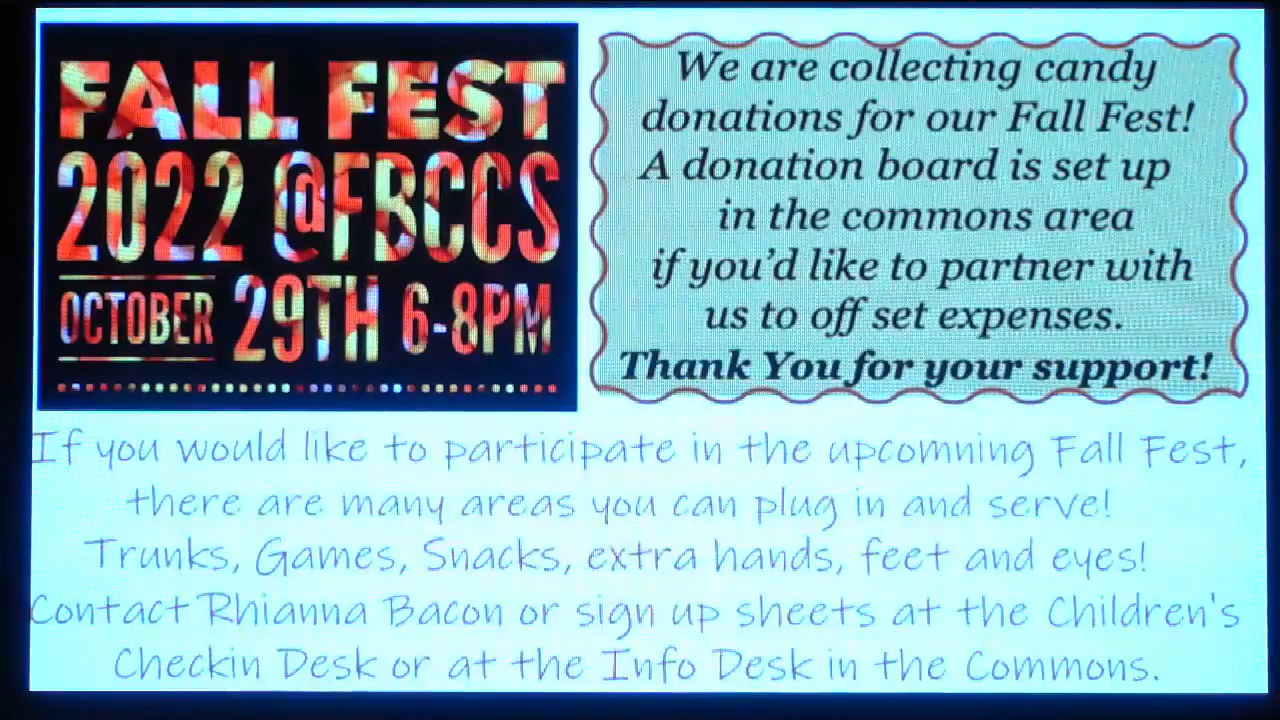 FALL FEST
2022 @FBCCS
OCTOBER 29TH 6-8PM
We are collecting candy
donations for our Fall Fest!
A donation board is set up
in the commons area
if you'd like to partner with
us to off set expenses.
Thank You for your support!
If you would like to participate in the upcomning Fall Fest,
there are many areas you can plug in and serve!
Trunks, Games, Snacks, extra hands, feet and eyes!
Contact Rhianna Bacon or sign up sheets at the Children's
Checkin Desk or at the Info Desk in the Commons.